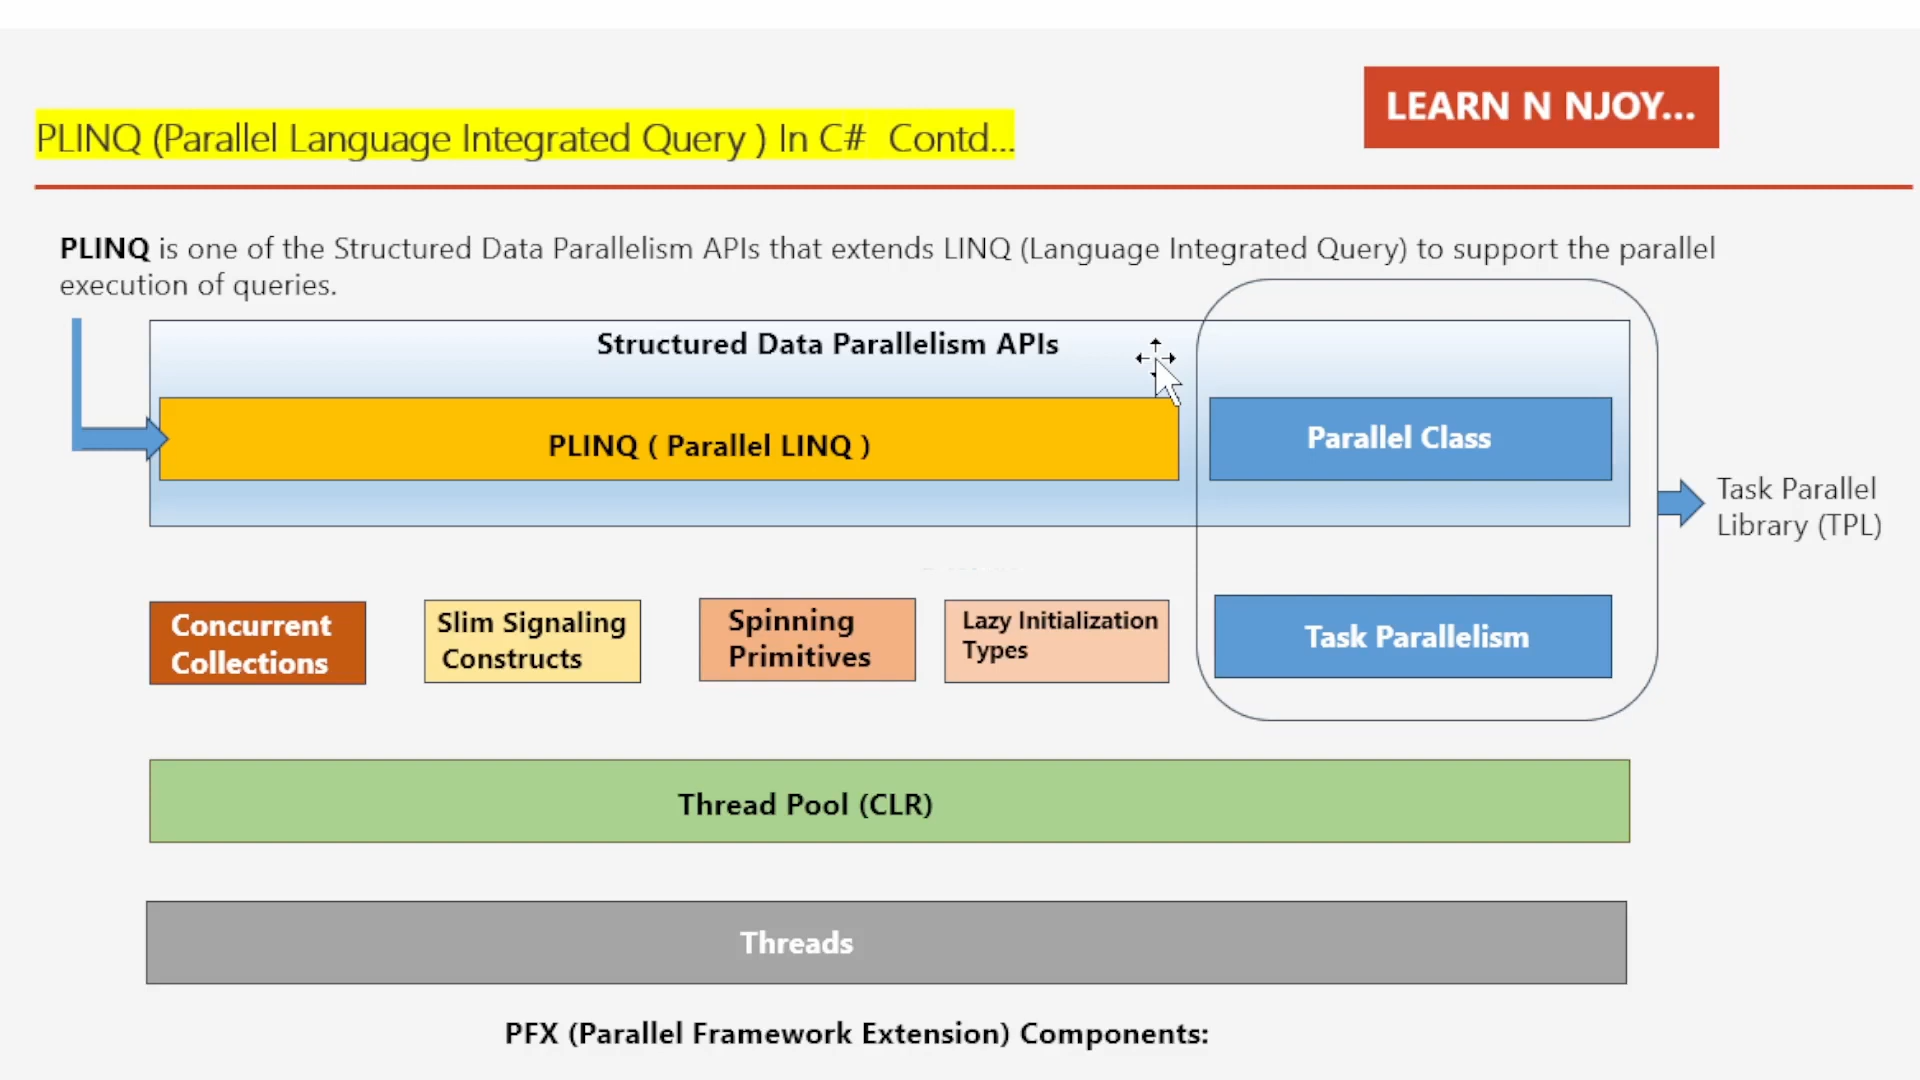 LEARN N NJOY...
PLINQ (Parallel Language Integrated Query ) In C#  Contd...
PLINQ is one of the Structured Data Parallelism APIs that extends LINQ (Language Integrated Query) to support the parallel
execution of queries.
Structured Data Parallelism APIs
PLINQ ( Parallel LINQ )
Parallel Class
Task Parallel
Library (TPL)
Concurrent
Collections
Slim Signaling
Constructs
Spinning
Primitives
Lazy Initialization
Types
Task Parallelism
Thread Pool (CLR)
Threads
PFX (Parallel Framework Extension) Components: